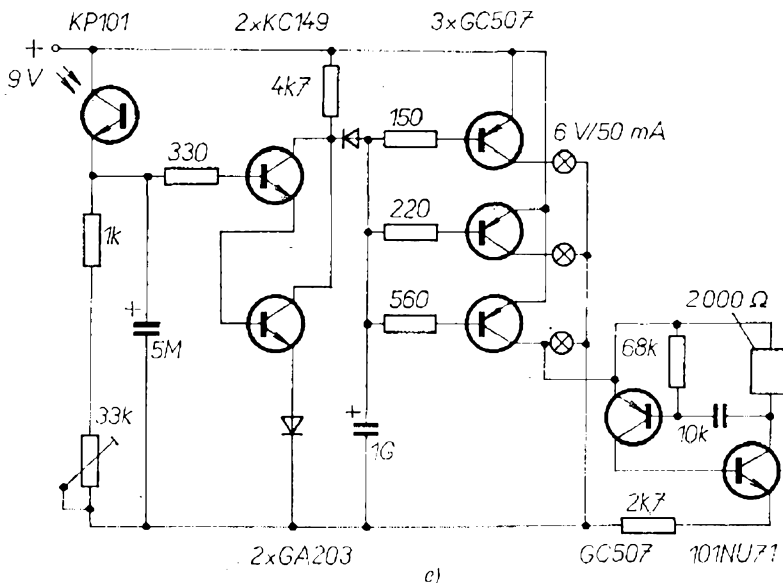 KP101 2xKC149 3xGC507
+
9V
4k7
150
6 V/50 mA
330
220
1k
560
2000 Ω
+
5M
68k
33k
+
1G
10k
2k7
2xGA203 GC507 101NU71
e)